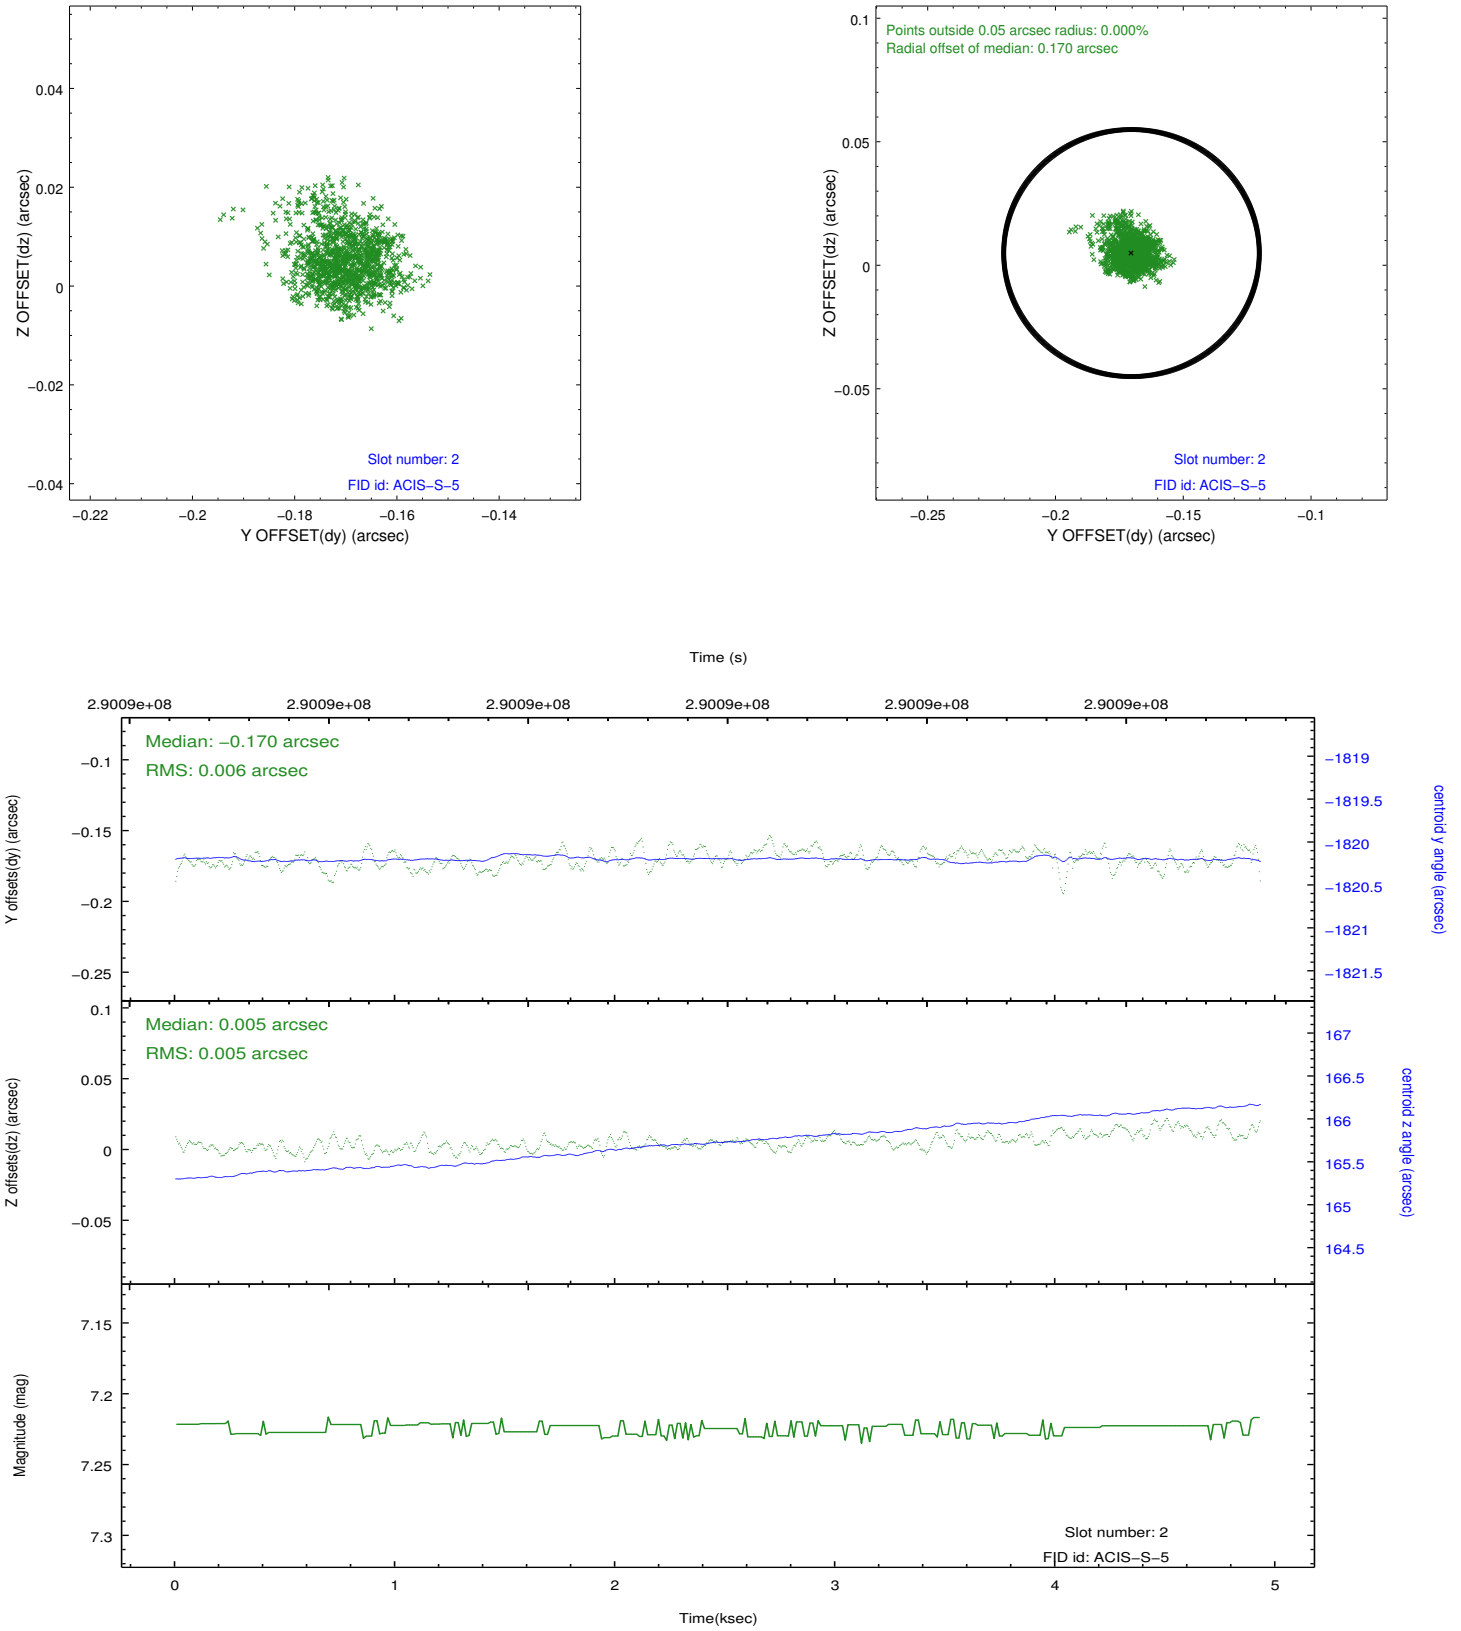 0.04
0.02
0
−0.02
−0.04
Z OFFSET(dz) (arcsec)
Slot number: 2
FID id: ACIS−S−5
−0.22
−0.2
−0.18
−0.16
−0.14
Y OFFSET(dy) (arcsec)
Points outside 0.05 arcsec radius: 0.000%
Radial offset of median: 0.170 arcsec
0.1
0.05
0
−0.05
Z OFFSET(dz) (arcsec)
Slot number: 2
FID id: ACIS−S−5
−0.25
−0.2
−0.15
−0.1
Y OFFSET(dy) (arcsec)
Time (s)
2.9009e+08
2.9009e+08
2.9009e+08
2.9009e+08
2.9009e+08
2.9009e+08
Median: −0.170 arcsec
RMS: 0.006 arcsec
−0.1
−0.15
−0.2
−0.25
Y offsets(dy) (arcsec)
−1819
−1819.5
−1820
−1820.5
−1821
−1821.5
centroid y angle (arcsec)
Median: 0.005 arcsec
RMS: 0.005 arcsec
0.1
0.05
0
−0.05
Z offsets(dz) (arcsec)
167
166.5
166
165.5
165
164.5
centroid z angle (arcsec)
7.15
7.2
7.25
7.3
Magnitude (mag)
Slot number: 2
FID id: ACIS−S−5
0
1
2
3
4
5
Time(ksec)